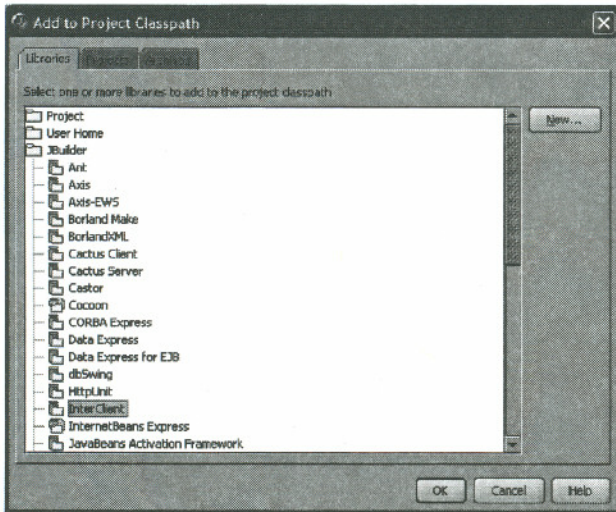 Add to Project Classpath
Libraries Projects Archives
Select one or more libraries to add to the project classpath
New...
Project
User Home
JBuilder
Ant
Axis
Axis-EWS
Borland Make
BorlandXML
Cactus Client
Cactus Server
Castor
Cocoon
CORBA Express
Data Express
Data Express for EJB
dbSwing
HttpUnit
InterClient
InternetBeans Express
JavaBeans Activation Framework
OK Cancel Help